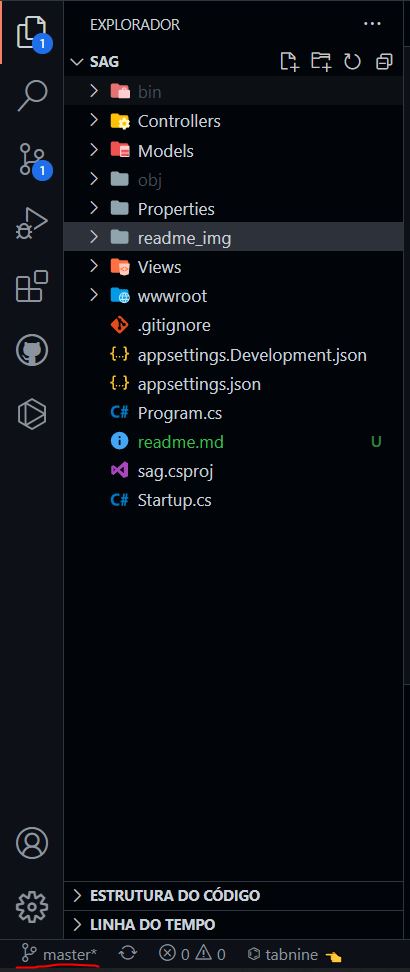 EXPLORADOR
1
SAG
bin
Controllers
Models
1
obj
Properties
readme_img
Views
wwwroot
.gitignore
{..} appsettings.Development.json
{..} appsettings.json
C# Program.cs
readme.md U
sag.csproj
C# Startup.cs
ESTRUTURA DO CÓDIGO
LINHA DO TEMPO
master* 0 0 tabnine